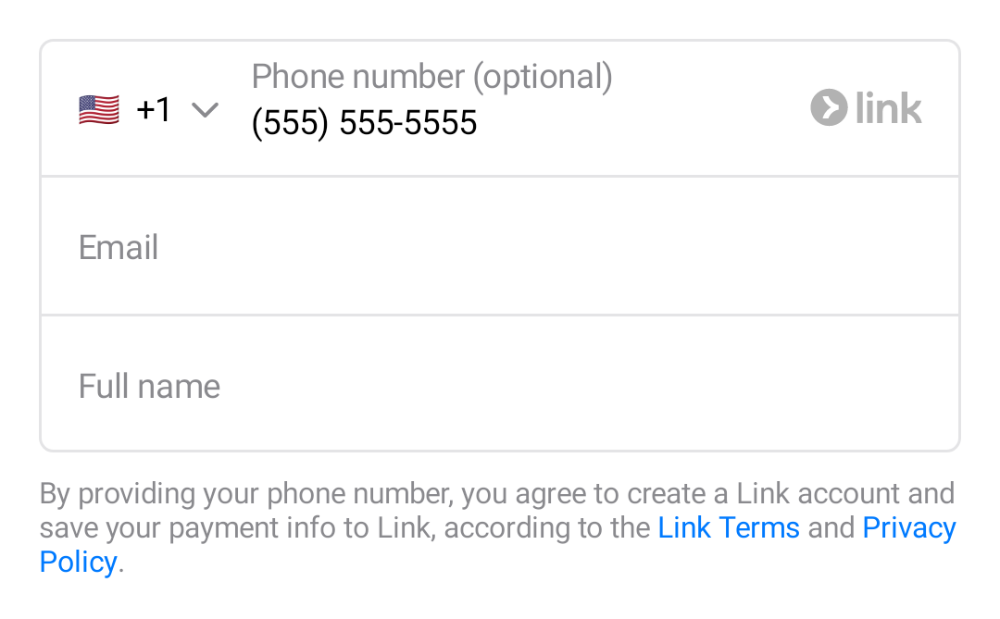 +1
Phone number (optional)
(555) 555-5555
link
Email
Full name
By providing your phone number, you agree to create a Link account and
save your payment info to Link, according to the Link Terms and Privacy
Policy.